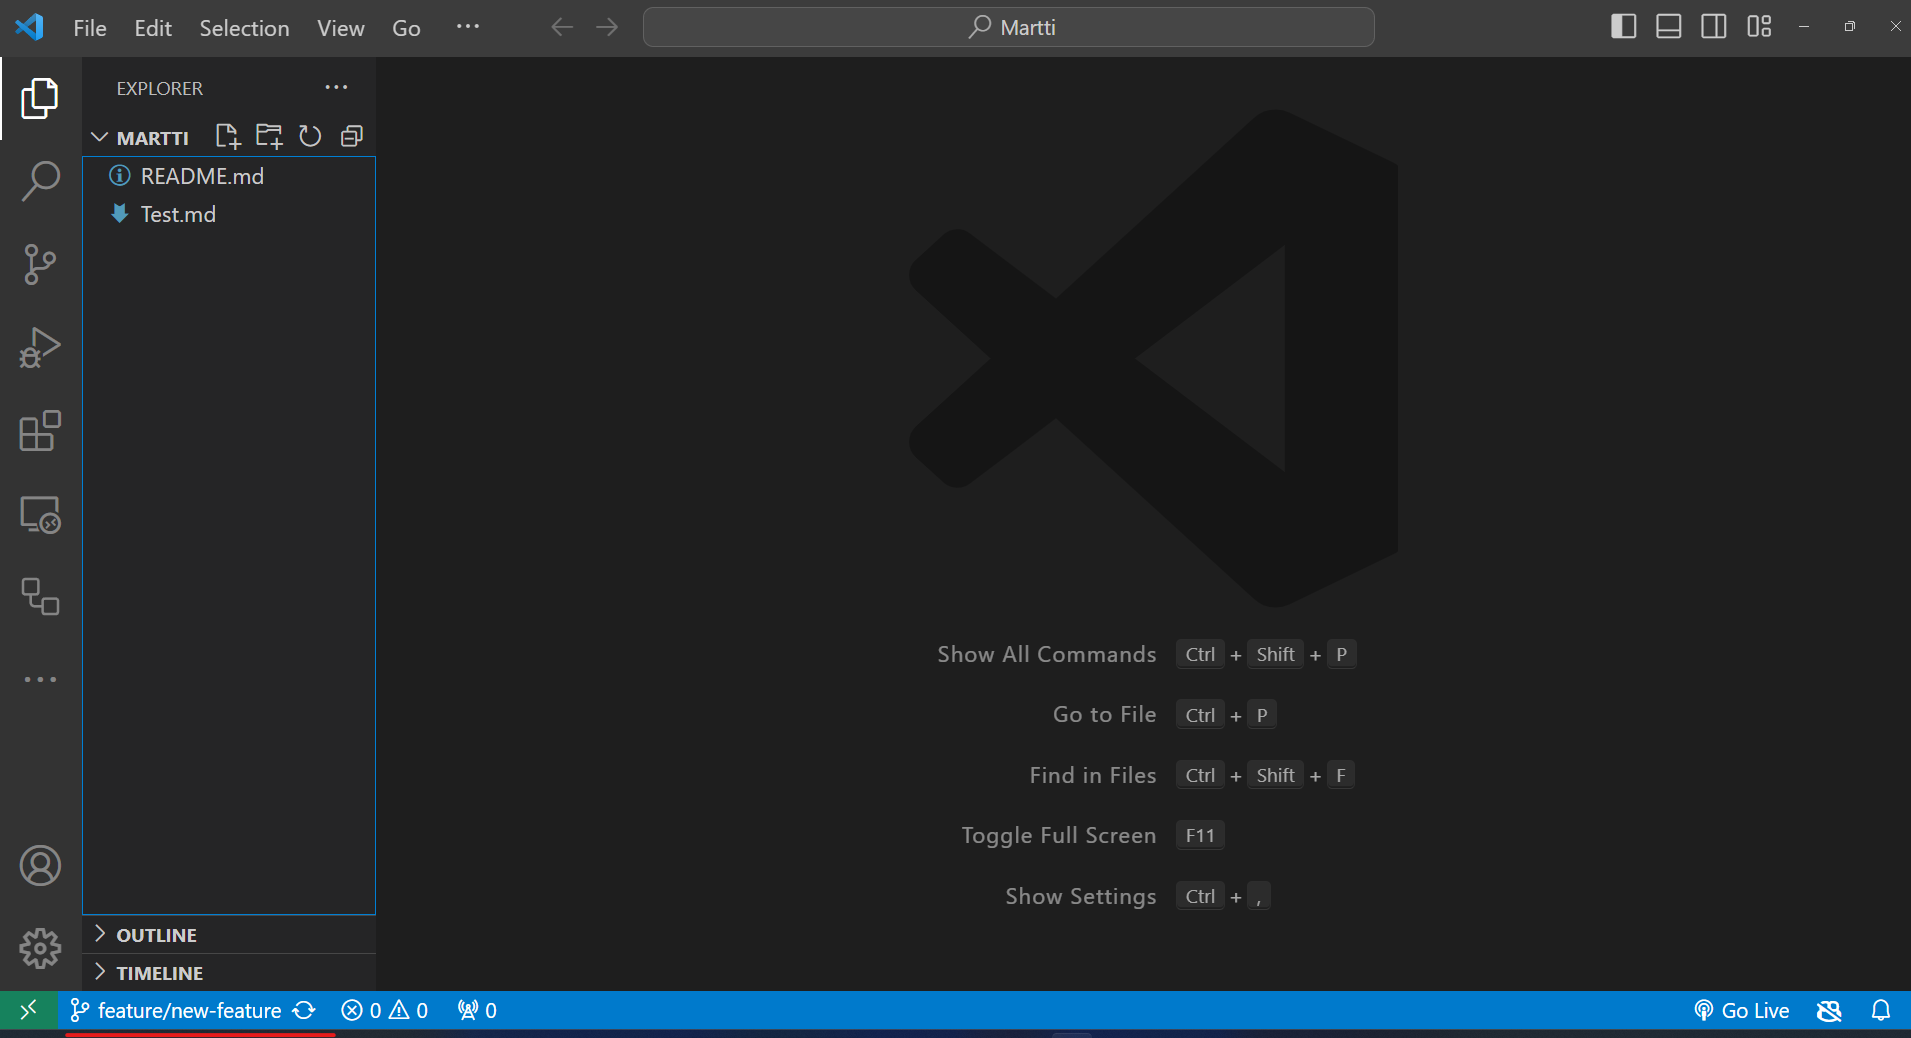 File Edit Selection View Go ··· Martti
EXPLORER ···
MARTTI
README.md
Test.md
Show All Commands Ctrl + Shift + P
Go to File Ctrl + P
Find in Files Ctrl + Shift + F
Toggle Full Screen F11
Show Settings Ctrl + ,
OUTLINE
TIMELINE
feature/new-feature 0 0 0 Go Live